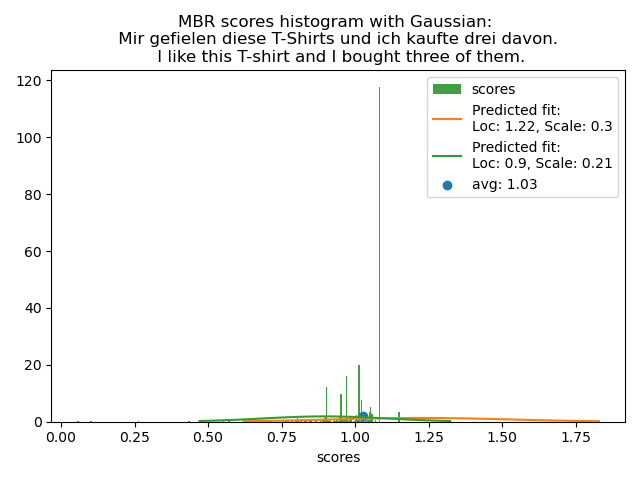 MBR scores histogram with Gaussian:
Mir gefielen diese T-Shirts und ich kaufte drei davon.
I like this T-shirt and I bought three of them.
120
100
80
60
40
20
0
scores
Predicted fit:
Loc: 1.22, Scale: 0.3
Predicted fit:
Loc: 0.9, Scale: 0.21
avg: 1.03
0.00 0.25 0.50 0.75 1.00 1.25 1.50 1.75
scores